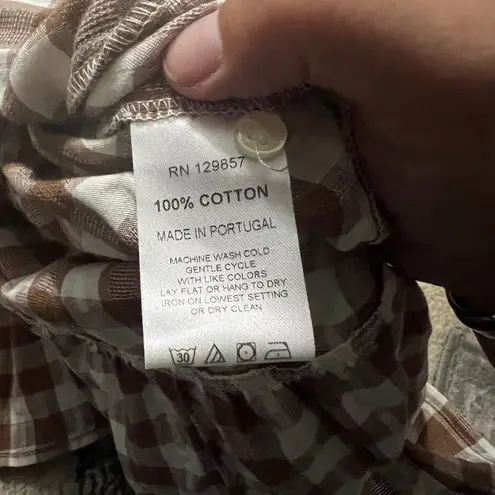 RN 129857
100% COTTON
MADE IN PORTUGAL
MACHINE WASH COLD
GENTLE CYCLE
WITH LIKE COLORS
LAY FLAT OR HANG TO DRY
IRON ON LOWEST SETTING
OR DRY CLEAN
30